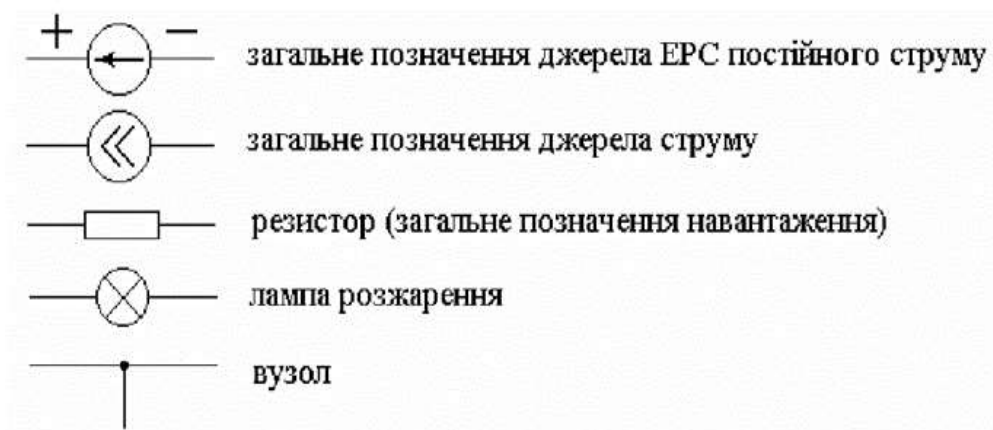 + − загальне позначення джерела ЕРС постійного струму
загальне позначення джерела струму
резистор (загальне позначення навантаження)
лампа розжарення
вузол